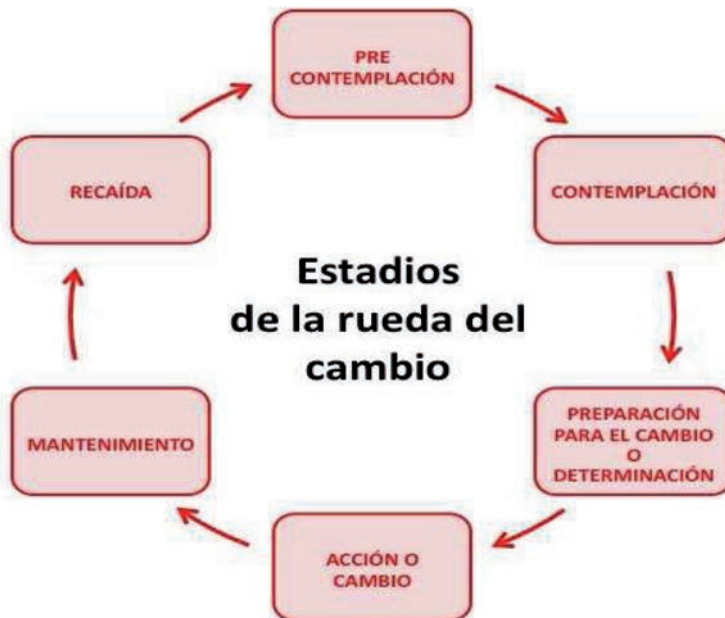 PRE
CONTEMPLACIÓN
CONTEMPLACIÓN
PREPARACIÓN
PARA EL CAMBIO
O
DETERMINACIÓN
ACCIÓN O
CAMBIO
MANTENIMIENTO
RECAÍDA
Estadios
de la rueda del
cambio